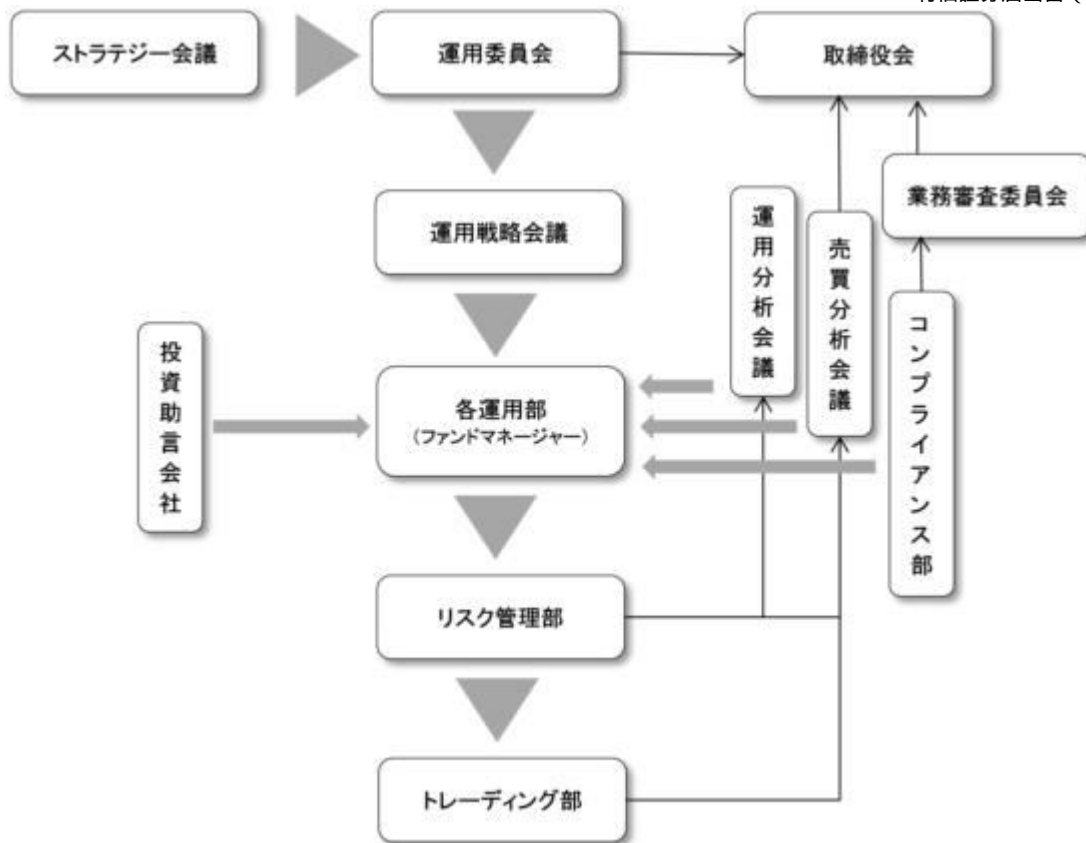 ストラテジー会議
運用委員会
取締役会
業務審査委員会
運用戦略会議
運用分析会議
売買分析会議
コンプライアンス部
投資助言会社
各運用部
（ファンドマネージャー）
リスク管理部
トレーディング部